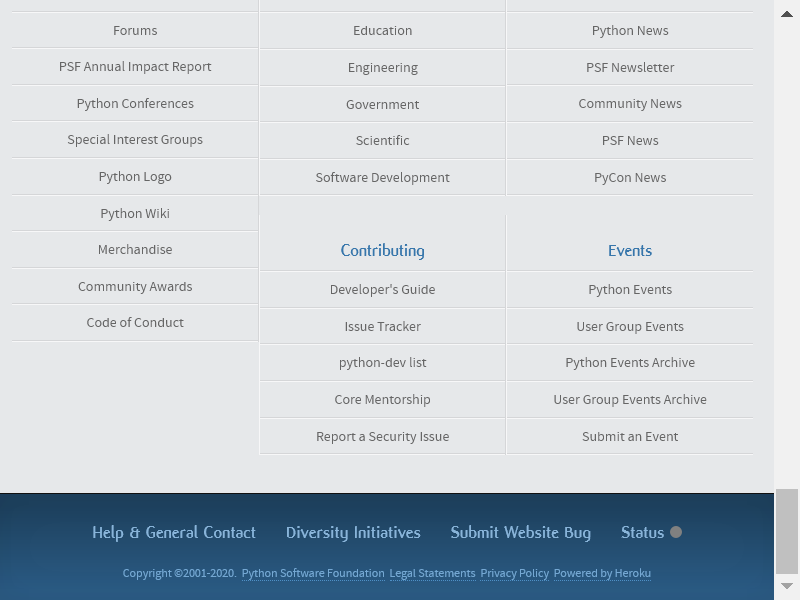 Forums
PSF Annual Impact Report
Python Conferences
Special Interest Groups
Python Logo
Python Wiki
Merchandise
Community Awards
Code of Conduct
Education
Engineering
Government
Scientific
Software Development
Contributing
Developer's Guide
Issue Tracker
python-dev list
Core Mentorship
Report a Security Issue
Python News
PSF Newsletter
Community News
PSF News
PyCon News
Events
Python Events
User Group Events
Python Events Archive
User Group Events Archive
Submit an Event
Help & General Contact Diversity Initiatives Submit Website Bug Status
Copyright ©2001-2020. Python Software Foundation Legal Statements Privacy Policy Powered by Heroku